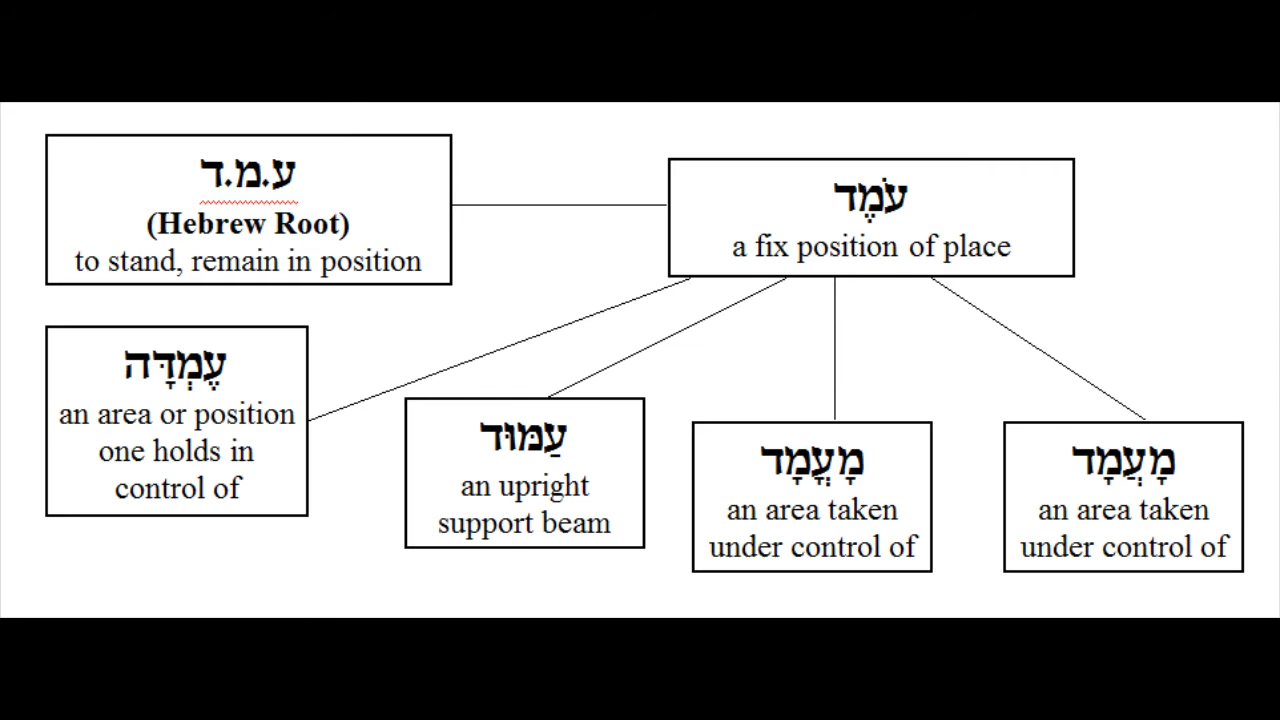 ע.מ.ד
(Hebrew Root)
to stand, remain in position
עֹמֶד
a fix position of place
עֶמְדָּה
an area or position
one holds in
control of
עַמּוּד
an upright
support beam
מָעֳמָד
an area taken
under control of
מָעֲמָד
an area taken
under control of